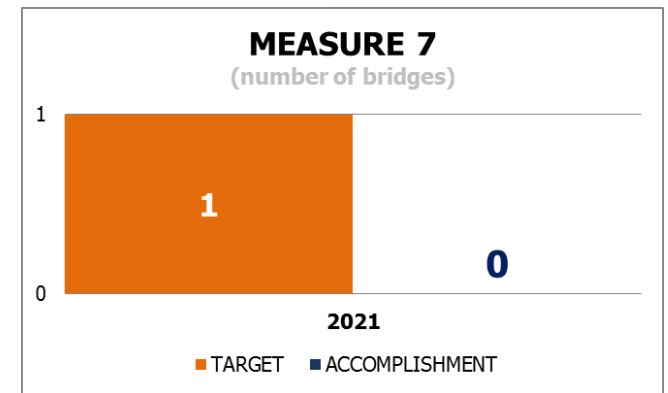 MEASURE 7
(number of bridges)
1
1
0
0
2021
TARGET ACCOMPLISHMENT